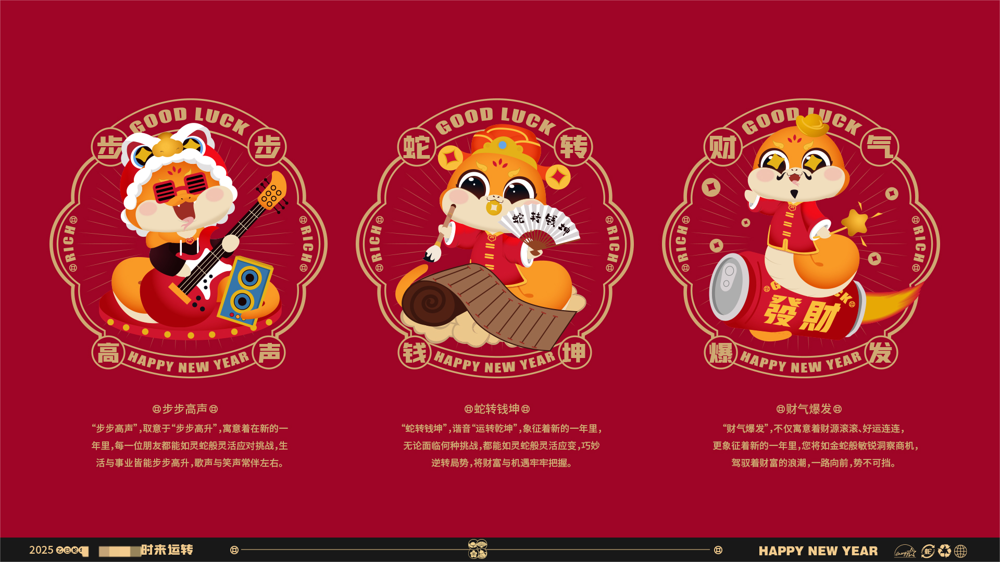 GOOD LUCK
步 步
RICH RICH
高 声
HAPPY NEW YEAR
步步高声
“步步高声”,取意于“步步高升”,寓意着在新的一
年里,每一位朋友都能如灵蛇般灵活应对挑战,生
活与事业皆能步步高升,歌声与笑声常伴左右。
GOOD LUCK
蛇 转
蛇转钱坤
RICH RICH
钱 坤
HAPPY NEW YEAR
蛇转钱坤
“蛇转钱坤”,谐音“运转乾坤”,象征着新的一年里,
无论面临何种挑战,都能如灵蛇般灵活应变,巧妙
逆转局势,将财富与机遇牢牢把握。
GOOD LUCK
财 气
RICH RICH
發財
爆 发
HAPPY NEW YEAR
财气爆发
“财气爆发”,不仅寓意着财源滚滚、好运连连,
更象征着新的一年里,您将如金蛇般敏锐洞察商机,
驾驭着财富的浪潮,一路向前,势不可挡。
2025 乙巳蛇 时来运转
HAPPY NEW YEAR
energy
蛇